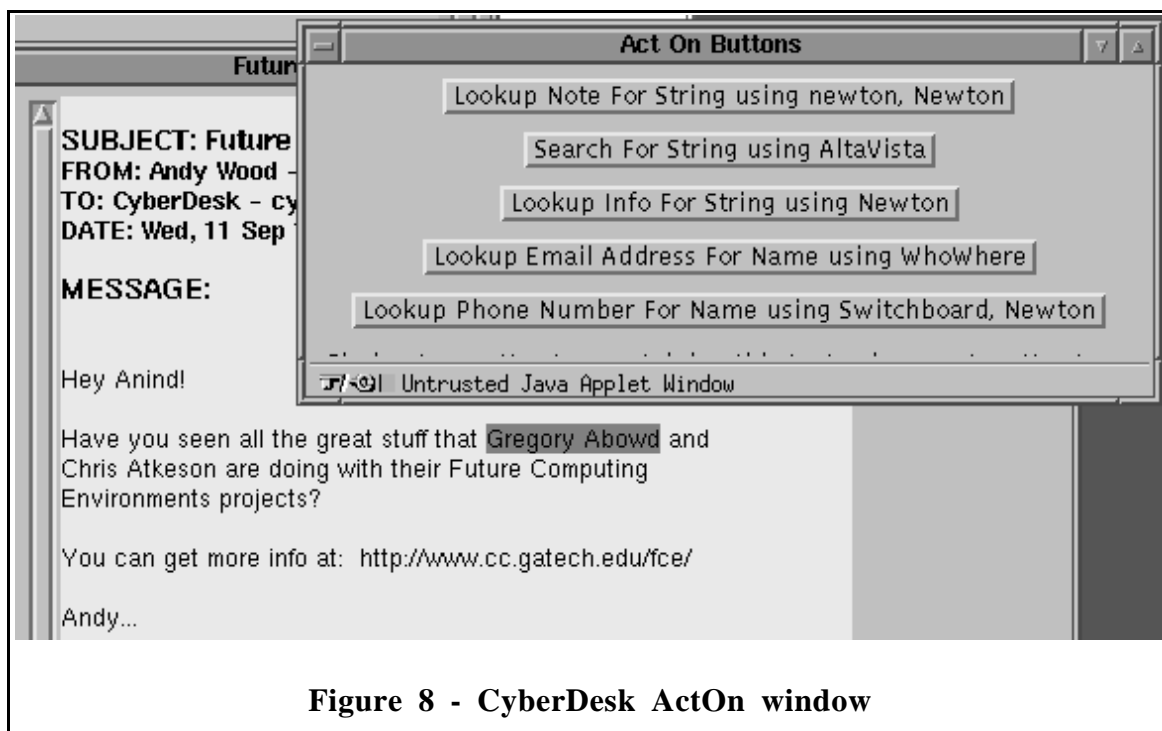 Act On Buttons
Lookup Note For String using newton, Newton
Search For String using AltaVista
Lookup Info For String using Newton
Lookup Email Address For Name using WhoWhere
Lookup Phone Number For Name using Switchboard, Newton
Untrusted Java Applet Window
Futur
SUBJECT: Future
FROM: Andy Wood -
TO: CyberDesk - cy
DATE: Wed, 11 Sep
MESSAGE:
Hey Anind!
Have you seen all the great stuff that Gregory Abowd and
Chris Atkeson are doing with their Future Computing
Environments projects?
You can get more info at: http://www.cc.gatech.edu/fce/
Andy...
Figure 8 - CyberDesk ActOn window